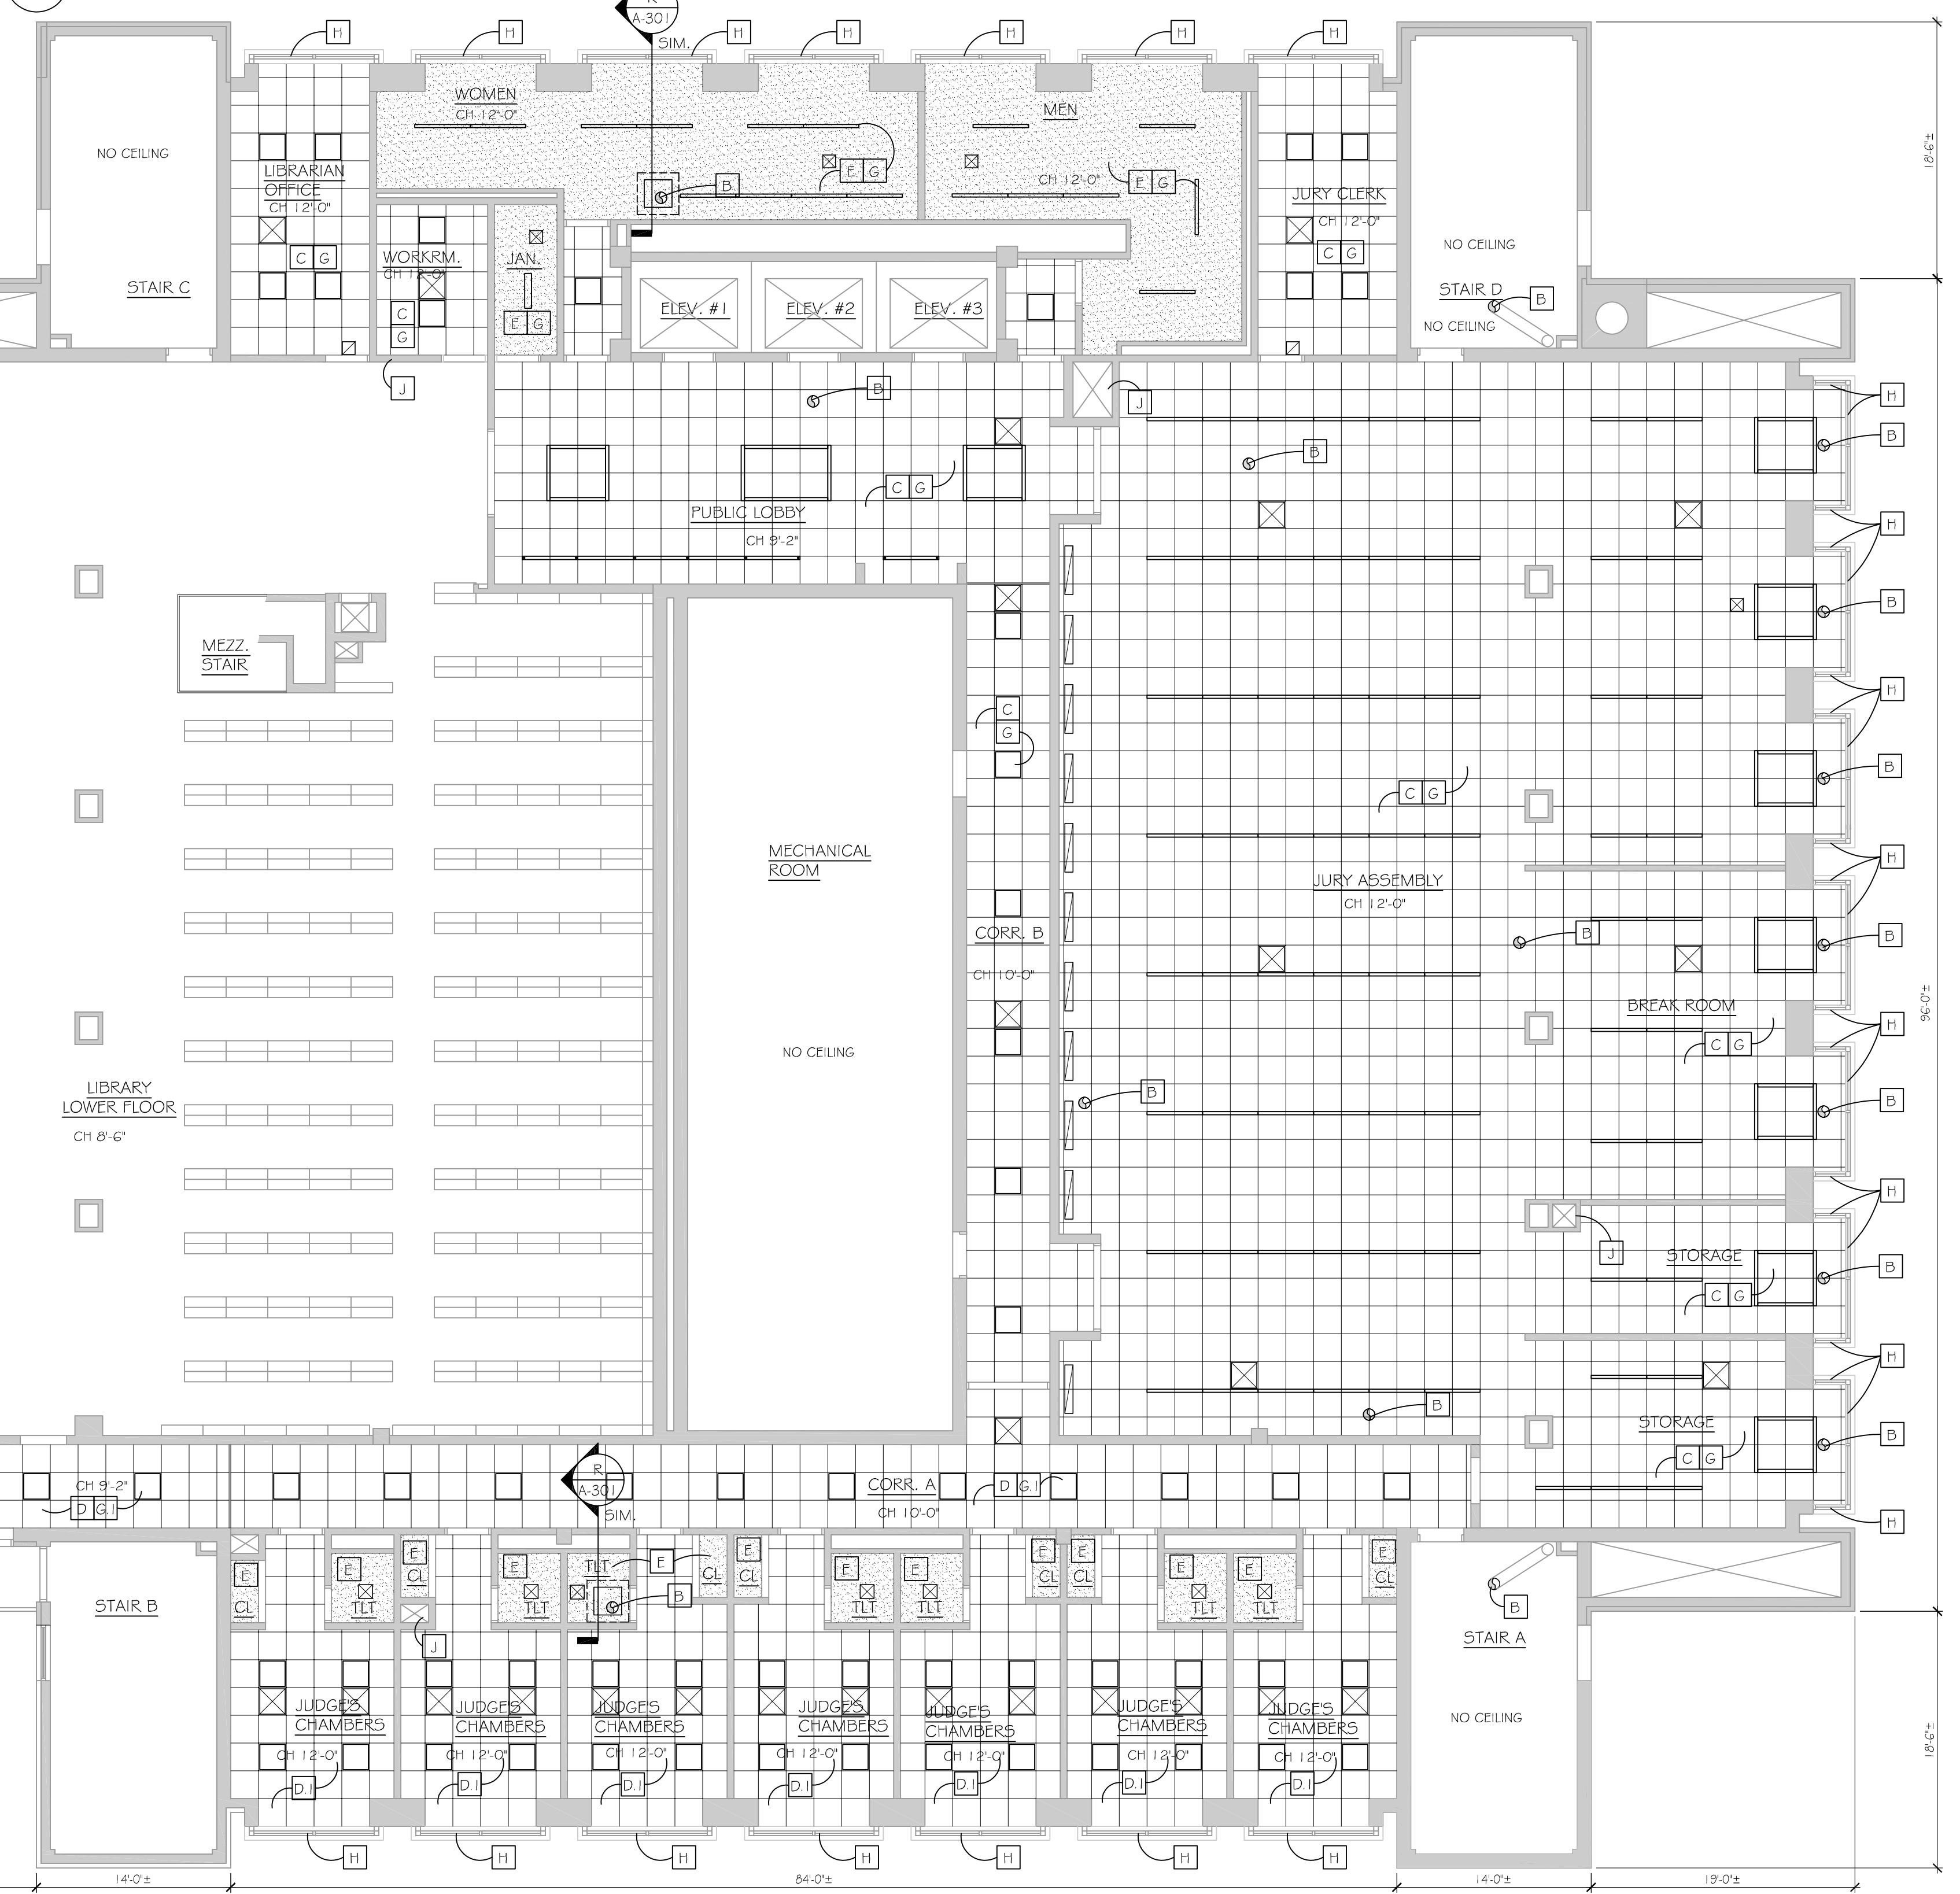 R
A-301
SIM.
H
H
H
H
H
H
H
WOMEN
CH 12'-0"
MEN
NO CEILING
LIBRARIAN
OFFICE
CH 12'-0"
E G
B
CH 12'-0"
E G
JURY CLERK
CH 12'-0"
C G
NO CEILING
18'-6"±
C G
WORKRM.
CH 12'-0"
C
G
JAN.
E G
STAIR C
ELEV. #1
ELEV. #2
ELEV. #3
STAIR D
B
NO CEILING
J
B
J
H
B
B
C G
PUBLIC LOBBY
CH 9'-2"
H
B
MEZZ.
STAIR
H
C
G
B
C G
MECHANICAL
ROOM
H
JURY ASSEMBLY
CH 12'-0"
CORR. B
B
B
CH 10'-0"
BREAK ROOM
96'-0"±
C G
H
NO CEILING
LIBRARY
LOWER FLOOR
CH 8'-6"
B
B
H
J
STORAGE
B
C G
H
B
STORAGE
B
C G
CH 9'-2"
D G.1
R
A-301
SIM.
CORR. A
CH 10'-0"
D G.1
H
E
CL
E
TLT
E
CL
E
TLT
TLT
E
CL
E
CL
E
TLT
E
TLT
E
CL
E
CL
E
TLT
E
TLT
E
CL
B
B
STAIR B
J
STAIR A
JUDGE'S
CHAMBERS
CH 12'-0"
D.1
JUDGE'S
CHAMBERS
CH 12'-0"
D.1
JUDGE'S
CHAMBERS
CH 12'-0"
D.1
JUDGE'S
CHAMBERS
CH 12'-0"
D.1
JUDGE'S
CHAMBERS
CH 12'-0"
D.1
JUDGE'S
CHAMBERS
CH 12'-0"
D.1
JUDGE'S
CHAMBERS
CH 12'-0"
D.1
NO CEILING
18'-6"±
H
H
H
H
H
H
H
14'-0"±
84'-0"±
14'-0"±
19'-0"±